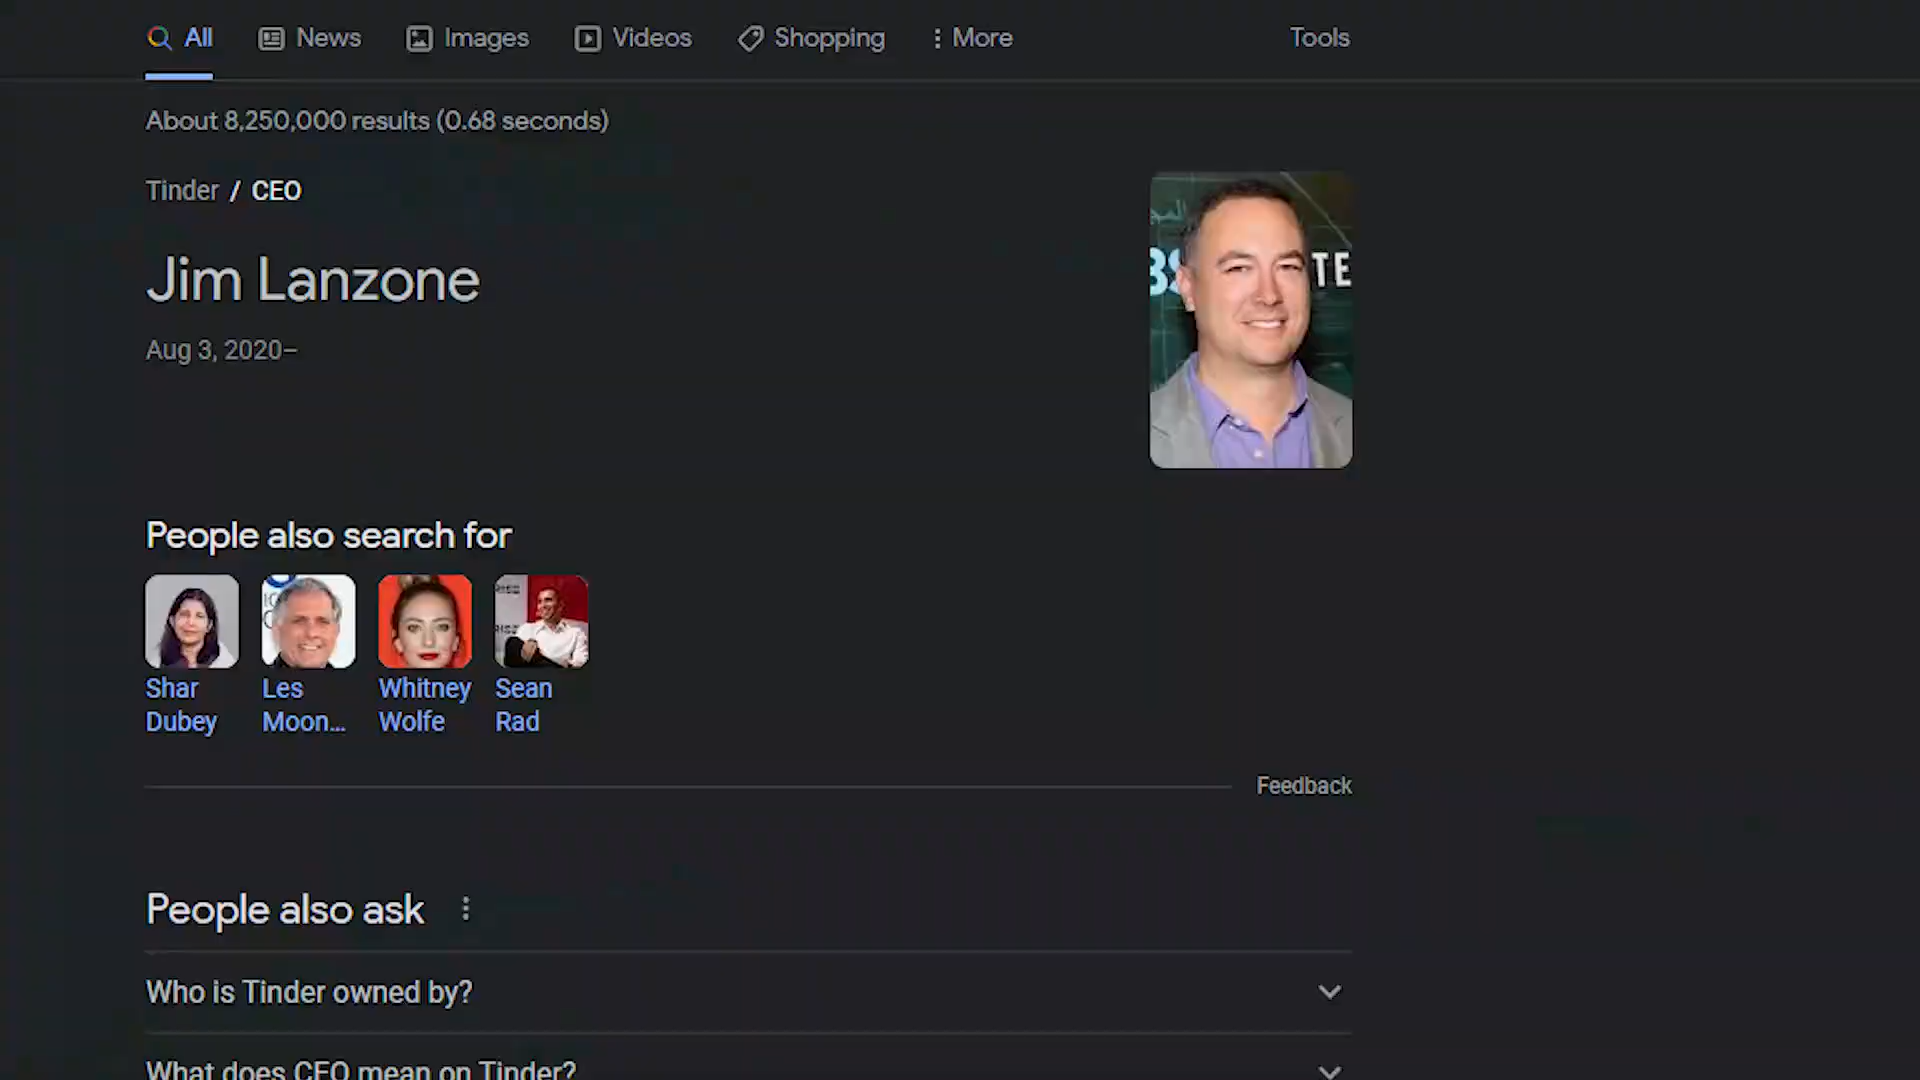 All News Images Videos Shopping More Tools
About 8,250,000 results (0.68 seconds)
Tinder / CEO
Jim Lanzone
Aug 3, 2020–
TE
People also search for
Shar Dubey
Les Moon...
Whitney Wolfe
Sean Rad
Feedback
People also ask
Who is Tinder owned by?
What does CEO mean on Tinder?